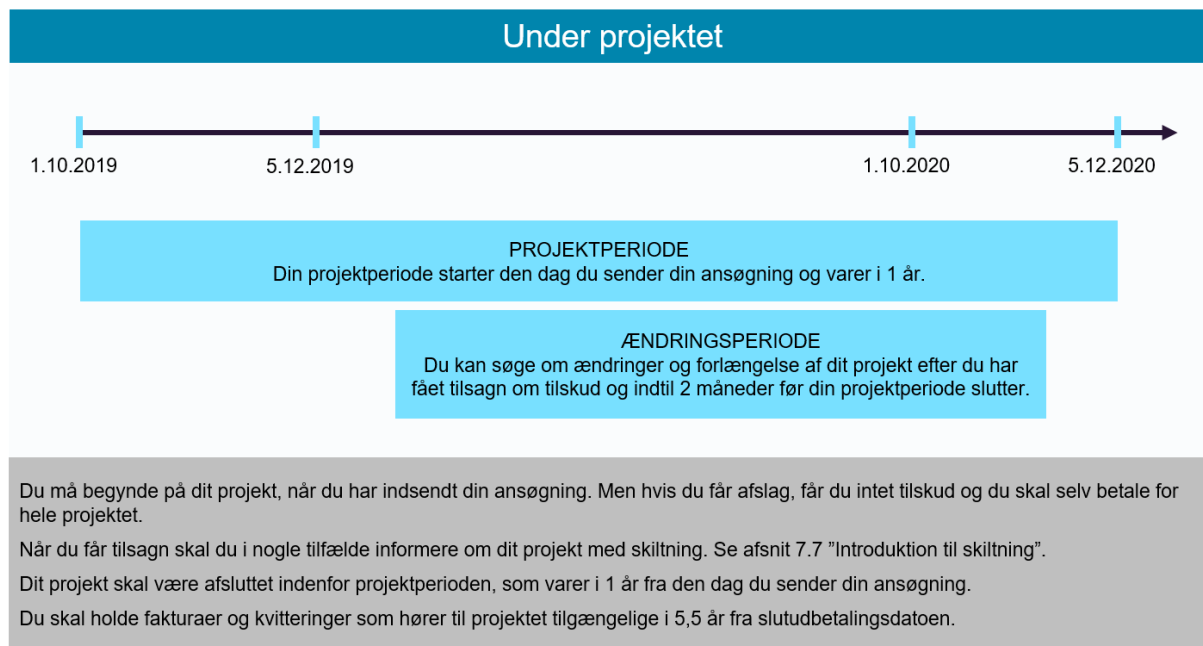 Under projektet
1.10.2019
5.12.2019
1.10.2020
5.12.2020
PROJEKTPERIODE
Din projektperiode starter den dag du sender din ansøgning og varer i 1 år.
ÆNDRINGSPERIODE
Du kan søge om ændringer og forlængelse af dit projekt efter du har
fået tilsagn om tilskud og indtil 2 måneder før din projektperiode slutter.
Du må begynde på dit projekt, når du har indsendt din ansøgning. Men hvis du får afslag, får du intet tilskud og du skal selv betale for
hele projektet.
Når du får tilsagn skal du i nogle tilfælde informere om dit projekt med skiltning. Se afsnit 7.7 ”Introduktion til skiltning”.
Dit projekt skal være afsluttet indenfor projektperioden, som varer i 1 år fra den dag du sender din ansøgning.
Du skal holde fakturaer og kvitteringer som hører til projektet tilgængelige i 5,5 år fra slutudbetalingsdatoen.